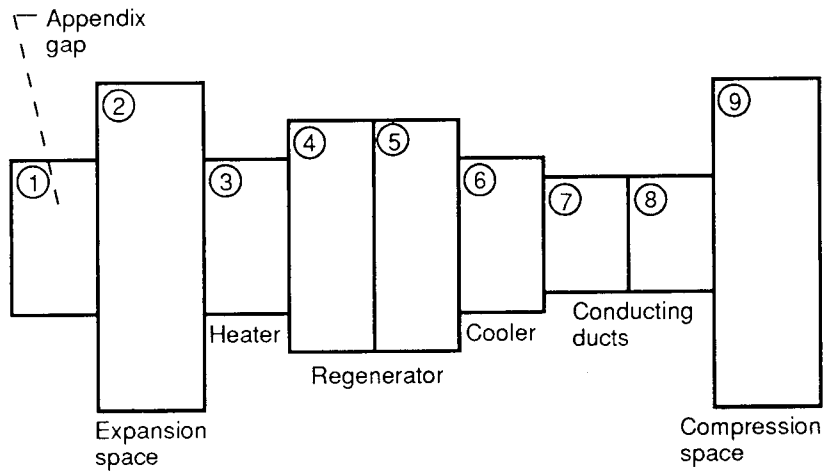 Appendix
gap
1
2
3
4
5
6
7
8
9
Heater
Regenerator
Cooler
Conducting
ducts
Expansion
space
Compression
space